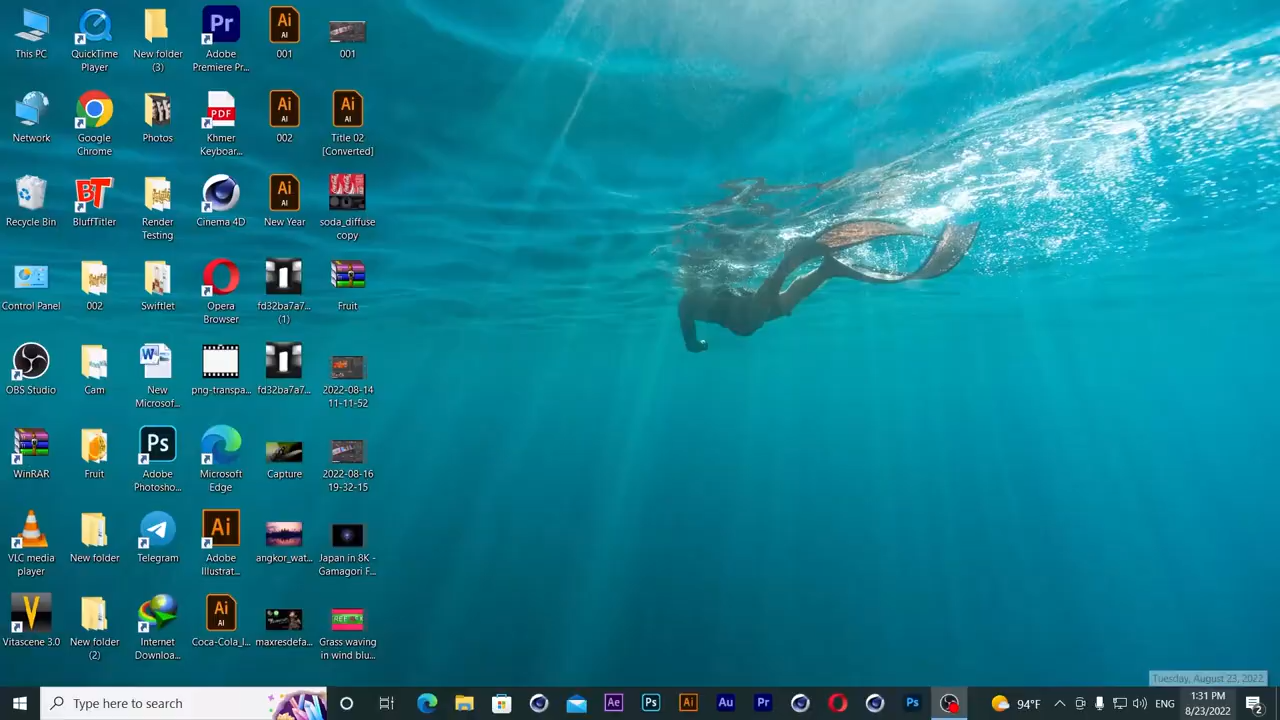 This PC
QuickTime
Player
New folder
(3)
Adobe
Premiere Pr...
001
001
Network
Google
Chrome
Photos
Khmer
Keyboar...
002
Title 02
[Converted]
Recycle Bin
BluffTitler
Render
Testing
Cinema 4D
New Year
soda_diffuse
copy
Control Panel
002
Swiftlet
Opera
Browser
fd32ba7a7...
(1)
Fruit
OBS Studio
Cam
New
Microsof...
png-transpa...
fd32ba7a7...
2022-08-14
11-11-52
WinRAR
Fruit
Adobe
Photosho...
Microsoft
Edge
Capture
2022-08-16
19-32-15
VLC media
player
New folder
Telegram
Adobe
Illustrat...
angkor_wat...
Japan in 8K -
Gamagori F...
Vitascene 3.0
New folder
(2)
Internet
Downloa...
Coca-Cola_l...
maxresdefa...
Grass waving
in wind blu...
Tuesday, August 23, 2022
Type here to search
94°F
ENG
1:31 PM
8/23/2022
2